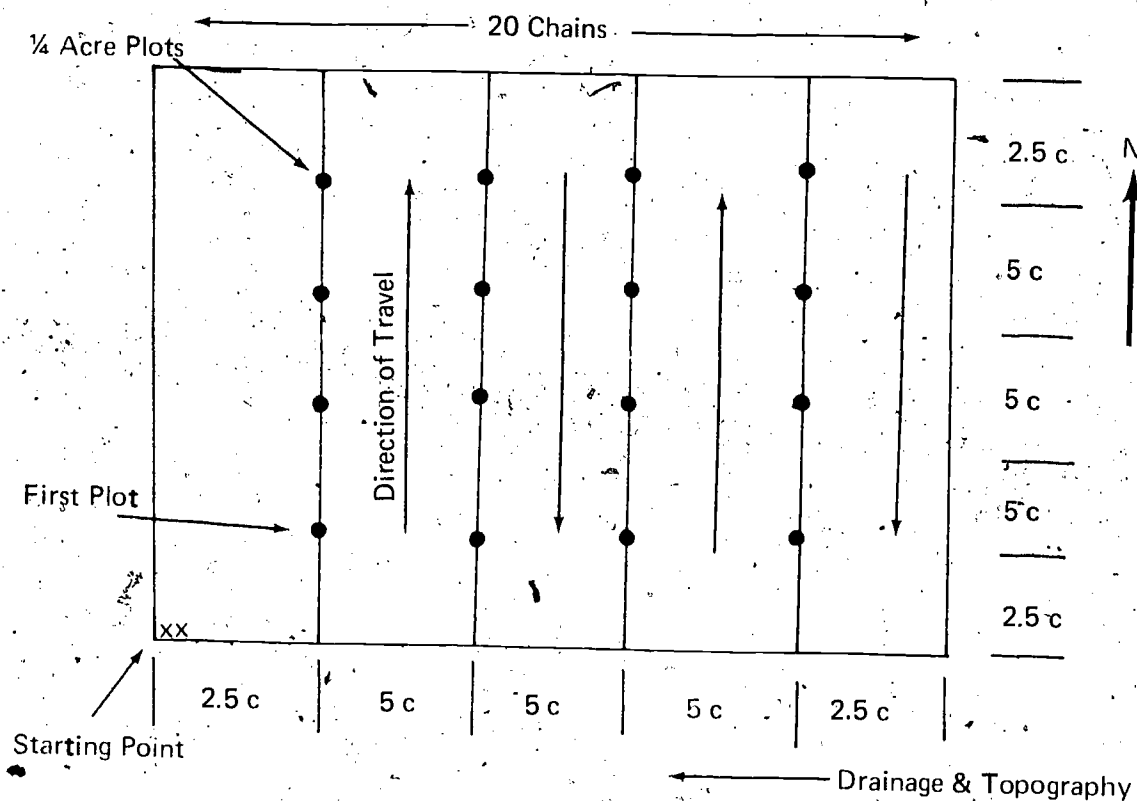 20 Chains
¼ Acre Plots
2.5 c
N
5 c
Direction of Travel
5 c
First Plot
5 c
2.5 c
xx
2.5 c
5 c
5 c
5 c
2.5 c
Starting Point
Drainage & Topography